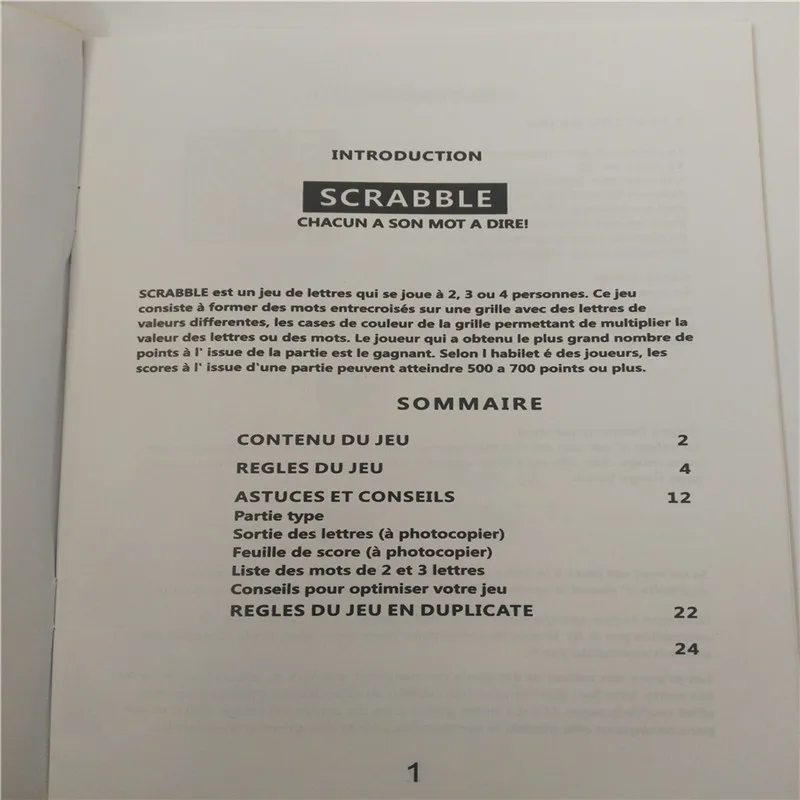 INTRODUCTION
SCRABBLE
CHACUN A SON MOT A DIRE!
SCRABBLE est un jeu de lettres qui se joue à 2, 3 ou 4 personnes. Ce jeu
consiste à former des mots entrecroisés sur une grille avec des lettres de
valeurs differentes, les cases de couleur de la grille permettant de multiplier la
valeur des lettres ou des mots. Le joueur qui a obtenu le plus grand nombre de
points à l' issue de la partie est le gagnant. Selon l habilet é des joueurs, les
scores à l' issue d'une partie peuvent atteindre 500 a 700 points ou plus.
SOMMAIRE
CONTENU DU JEU 2
REGLES DU JEU 4
ASTUCES ET CONSEILS 12
Partie type
Sortie des lettres (à photocopier)
Feuille de score (à photocopier)
Liste des mots de 2 et 3 lettres
Conseils pour optimiser votre jeu
REGLES DU JEU EN DUPLICATE 22
24
1